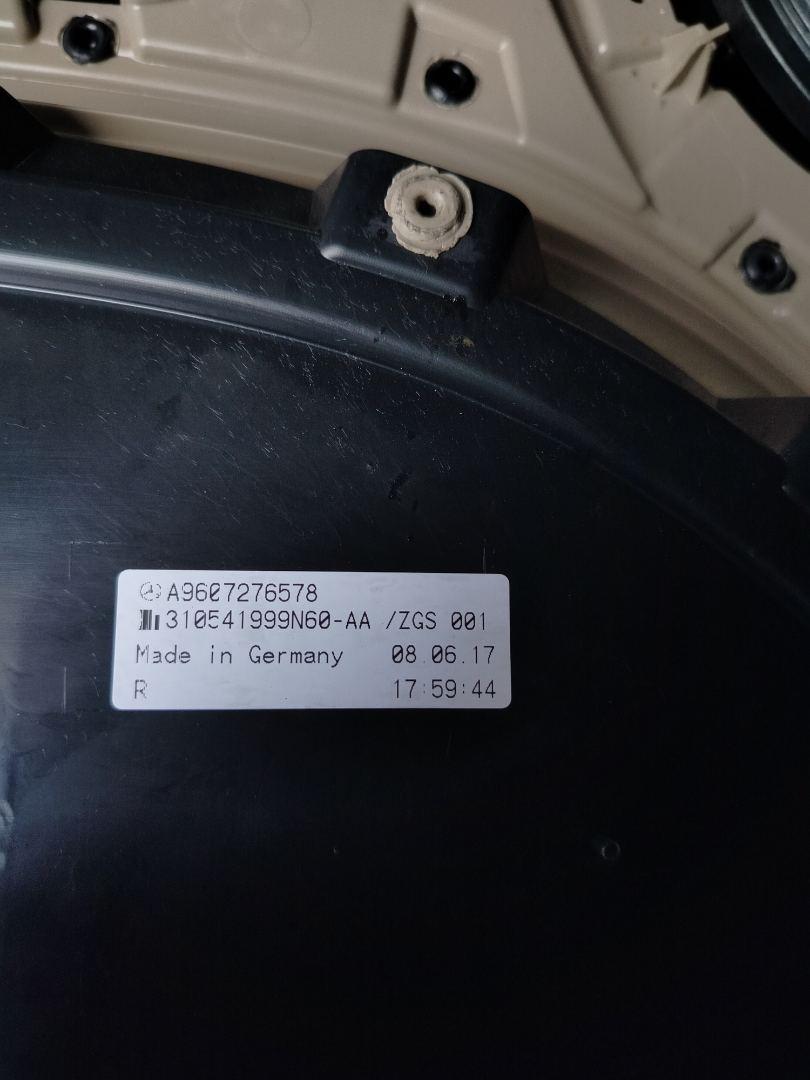 A9607276578
310541999N60-AA /ZGS 001
Made in Germany 08.06.17
R 17:59:44